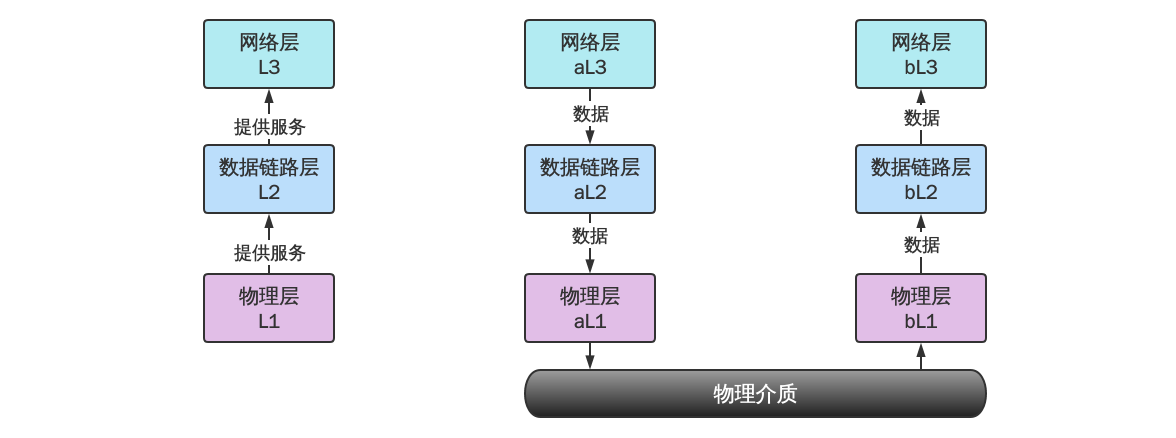 网络层
L3
提供服务
数据链路层
L2
提供服务
物理层
L1
网络层
aL3
数据
数据链路层
aL2
数据
物理层
aL1
网络层
bL3
数据
数据链路层
bL2
数据
物理层
bL1
物理介质